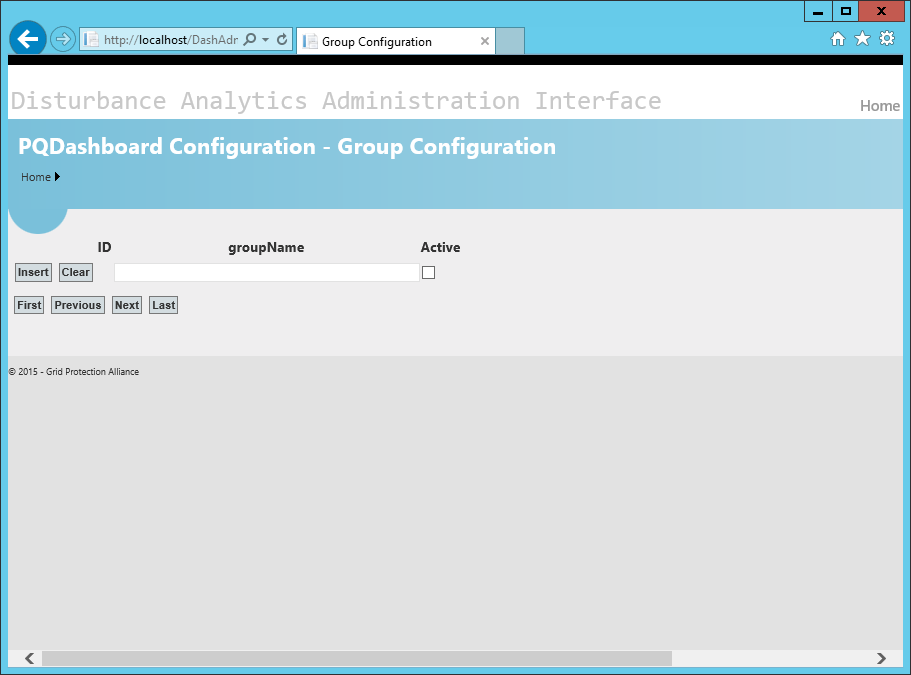 http://localhost/DashAdr
Group Configuration
Disturbance Analytics Administration Interface
Home
PQDashboard Configuration - Group Configuration
Home
ID groupName Active
Insert Clear
First Previous Next Last
© 2015 - Grid Protection Alliance